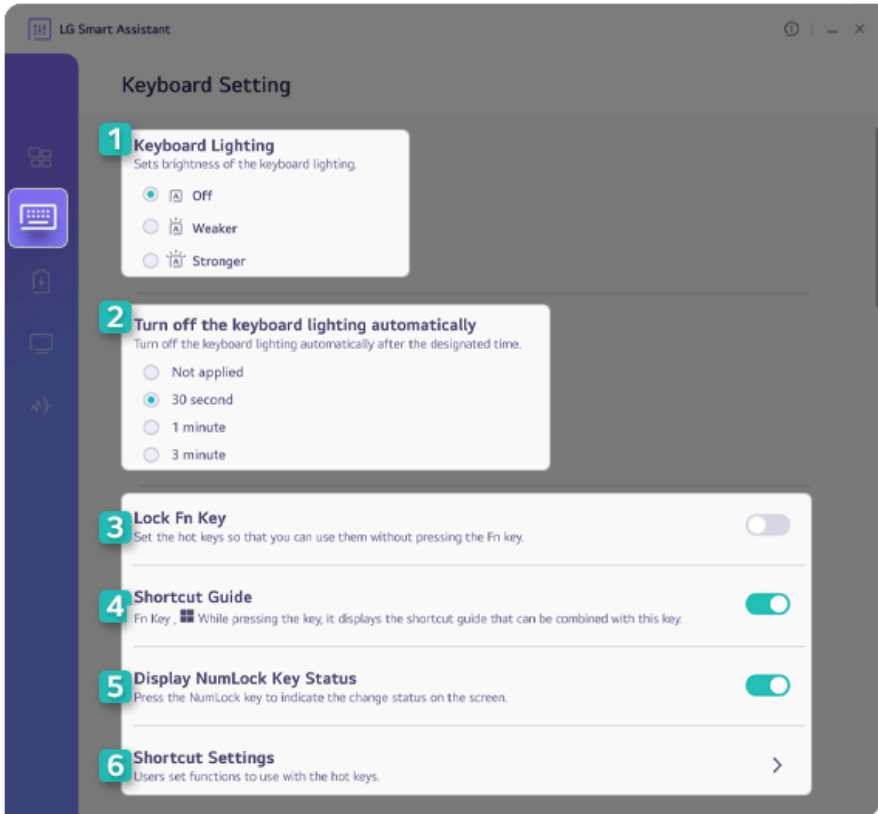 LG Smart Assistant
Keyboard Setting
1
Keyboard Lighting
Sets brightness of the keyboard lighting.
A Off
A Weaker
A Stronger
2
Turn off the keyboard lighting automatically
Turn off the keyboard lighting automatically after the designated time.
Not applied
30 second
1 minute
3 minute
3
Lock Fn Key
Set the hot keys so that you can use them without pressing the Fn key.
4
Shortcut Guide
Fn Key , While pressing the key, it displays the shortcut guide that can be combined with this key.
5
Display NumLock Key Status
Press the NumLock key to indicate the change status on the screen.
6
Shortcut Settings
Users set functions to use with the hot keys.